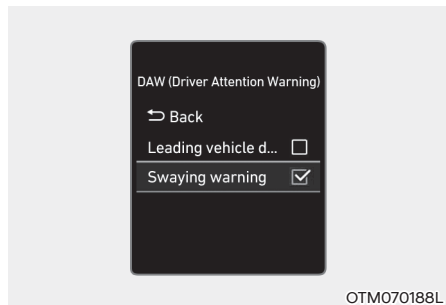 DAW (Driver Attention Warning)
Back
Leading vehicle d...
Swaying warning
OTM070188L